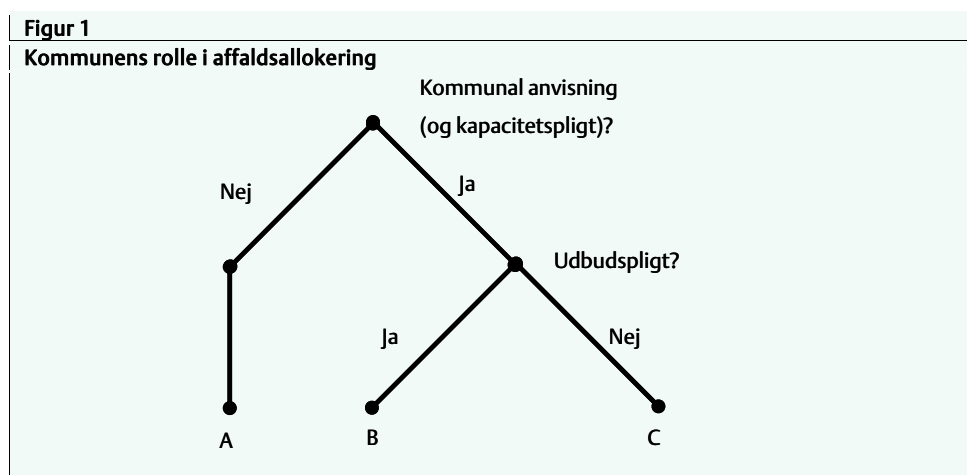 Figur 1
Kommunens rolle i affaldsallokering
Kommunal anvisning
(og kapacitetspligt)?
Nej
Ja
Udbudspligt?
Ja
Nej
A
B
C